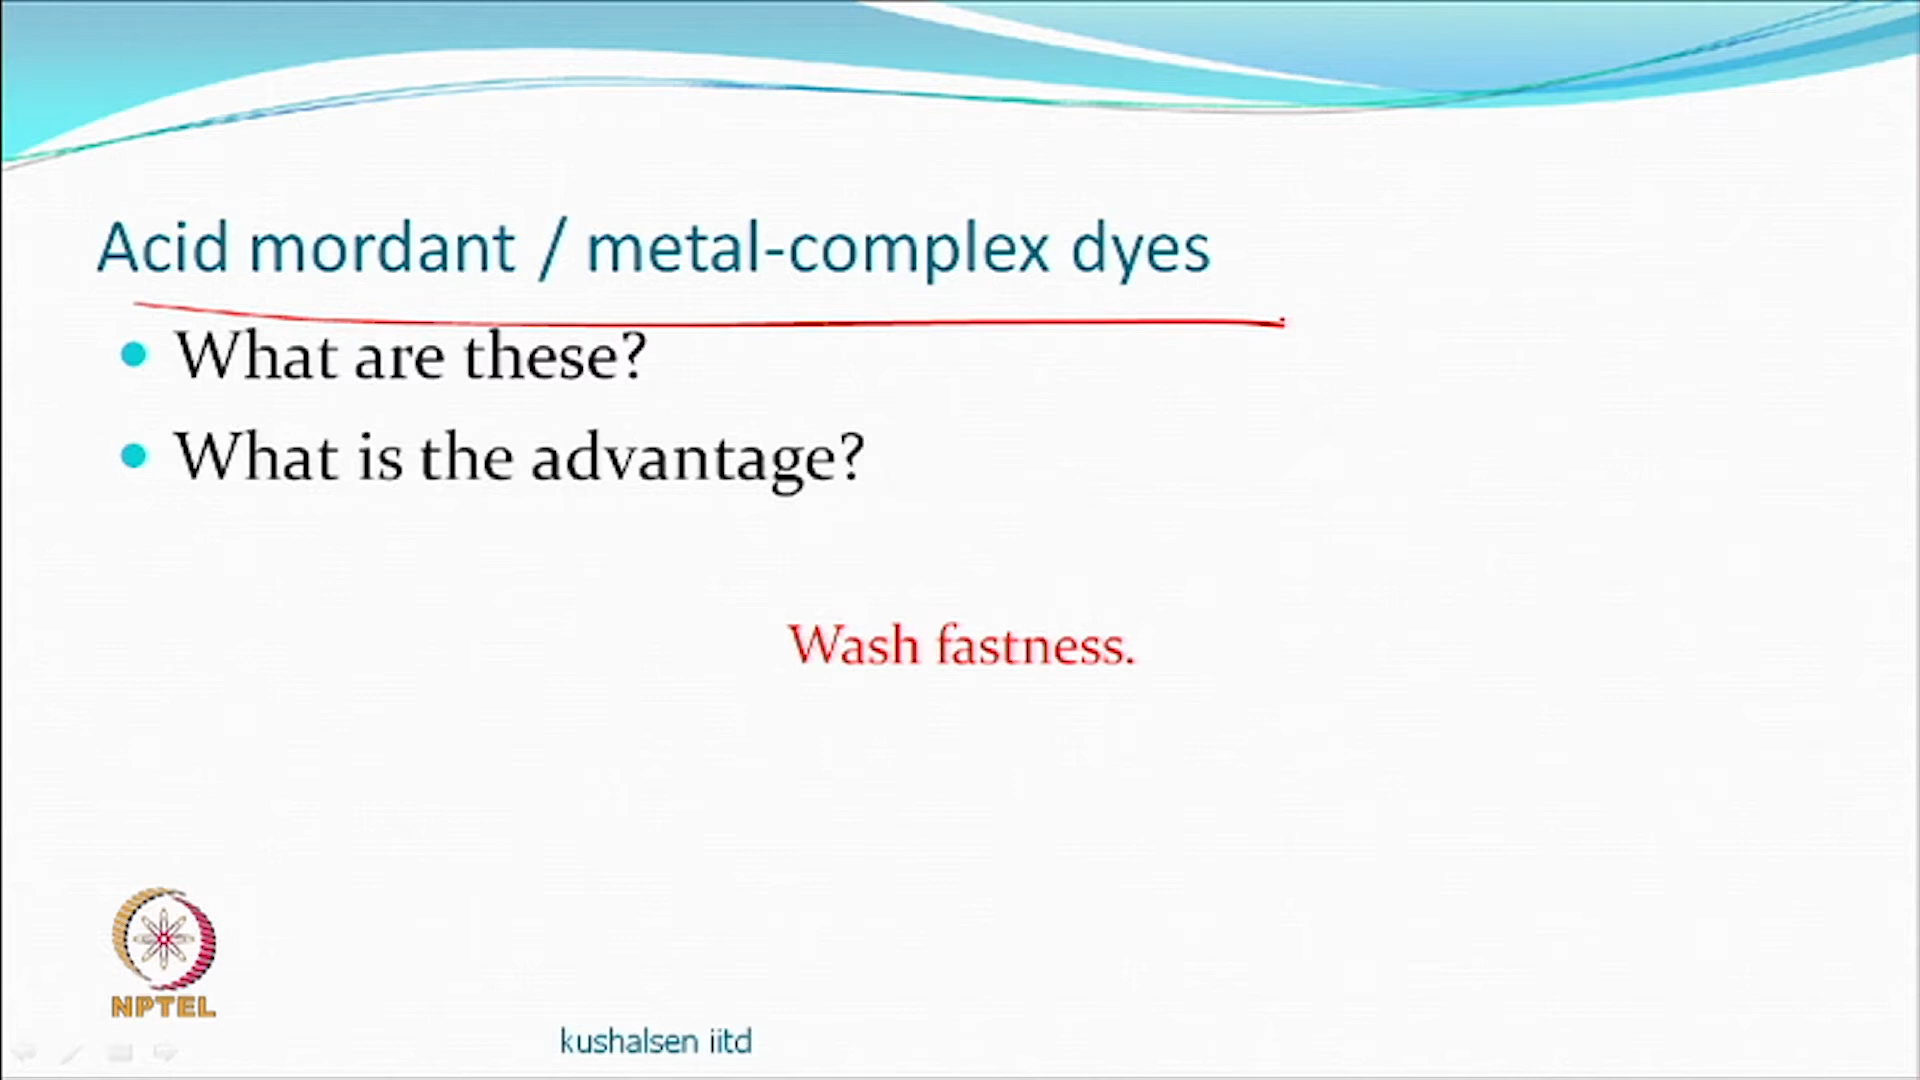 Acid mordant / metal-complex dyes
What are these?
What is the advantage?
Wash fastness.
NPTEL
kushalsen iitd